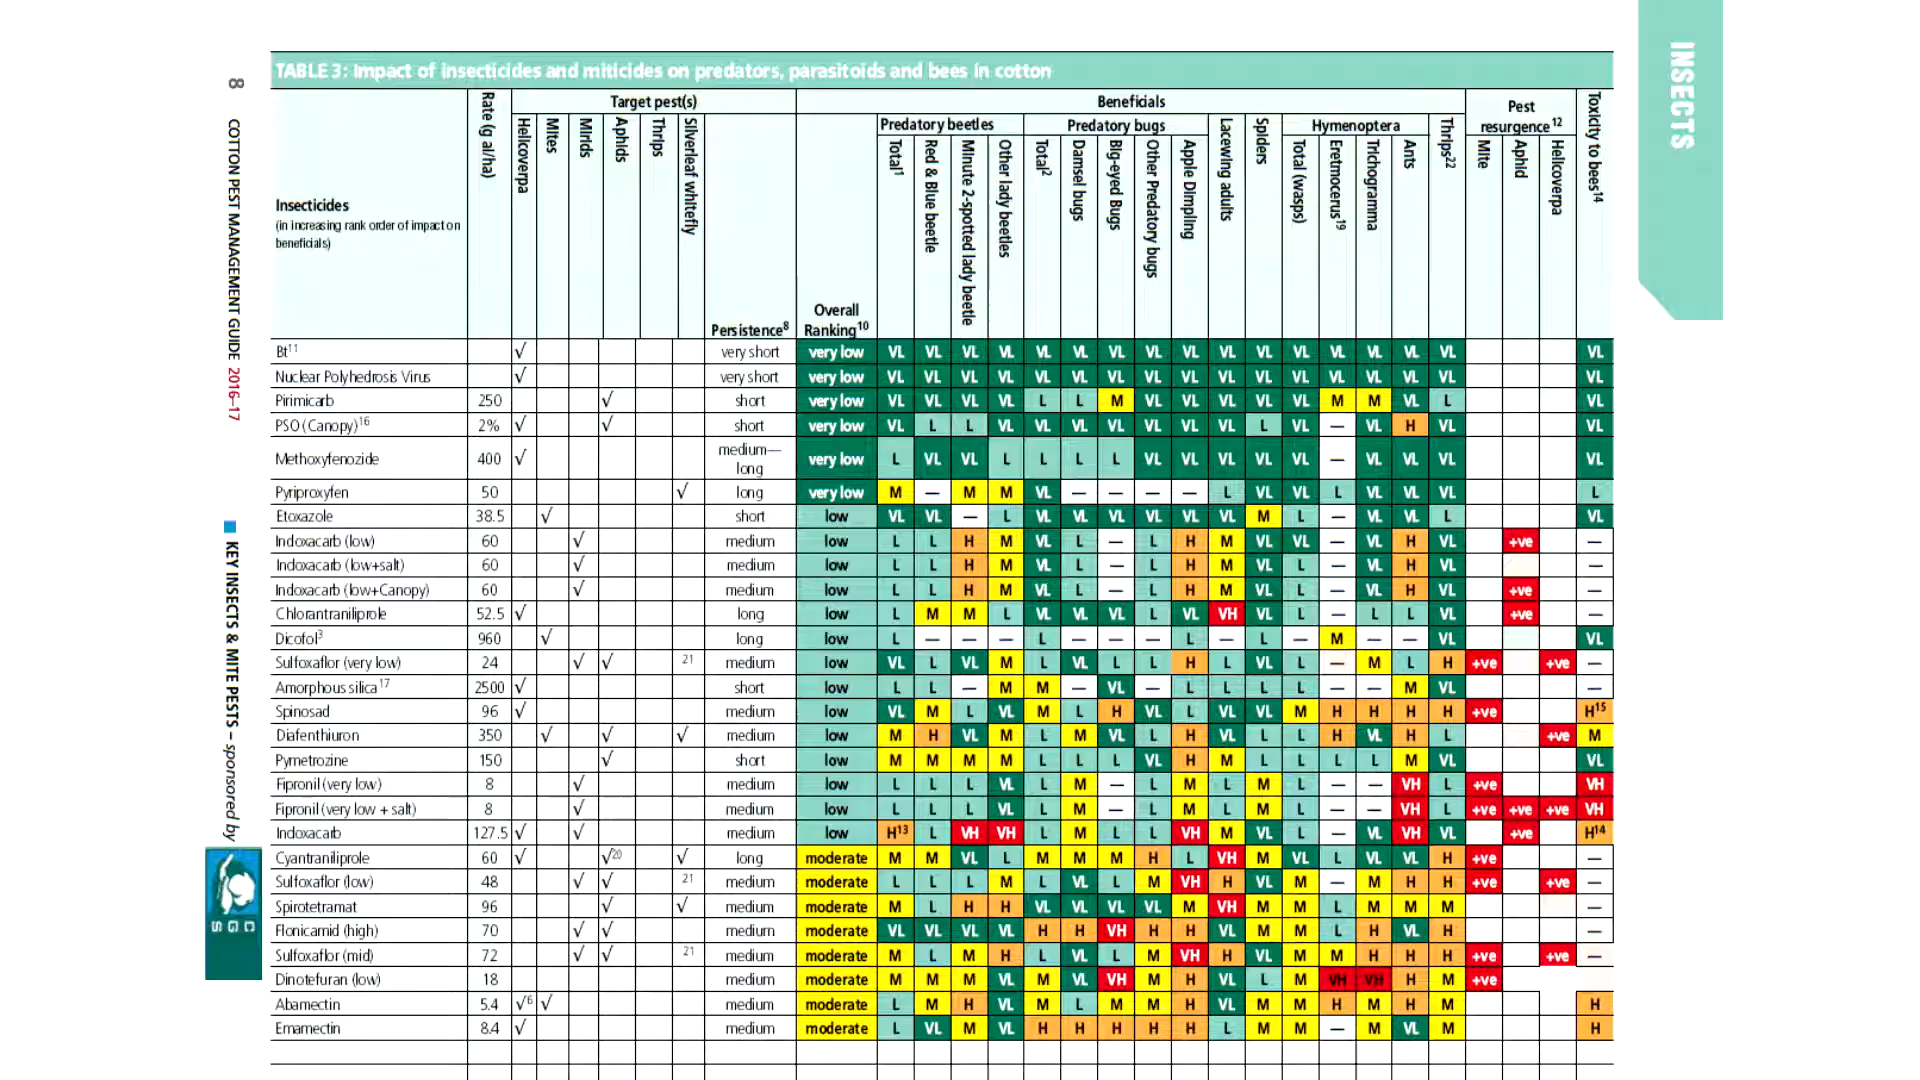 INSECTS
8 COTTON PEST MANAGEMENT GUIDE 2016–17
■ KEY INSECTS & MITE PESTS – sponsored by
CGS
TABLE 3: Impact of insecticides and miticides on predators, parasitoids and bees in cotton
Target pest(s) Beneficials Pest resurgence12
Predatory beetles Predatory bugs Hymenoptera
Insecticides (in increasing rank order of impact on beneficials) Rate (g ai/ha) Helicoverpa Mites Mirids Aphids Thrips Silverleaf whitefly Persistence8 Overall Ranking10 Total1 Red & Blue beetle Minute 2-spotted lady beetle Other lady beetles Total2 Damsel bugs Big-eyed Bugs Other Predatory bugs Apple Dimpling Lacewing adults Spiders Total (wasps) Eretmocerus19 Trichogramma Ants Thrips22 Mite Aphid Helicoverpa Toxicity to bees14
Bt11 √ very short very low VL VL VL VL VL VL VL VL VL VL VL VL VL VL VL VL VL
Nuclear Polyhedrosis Virus √ very short very low VL VL VL VL VL VL VL VL VL VL VL VL VL VL VL VL VL
Pirimicarb 250 √ short very low VL VL VL VL L L M VL VL VL VL VL M M VL L VL
PSO (Canopy)16 2% √ √ short very low VL L L VL VL VL VL VL VL VL L VL — VL H VL VL
Methoxyfenozide 400 √ medium—long very low L VL VL L L L L VL VL VL VL VL — VL VL VL VL
Pyriproxyfen 50 √ long very low M — M M VL — — — — L VL VL L VL VL VL L
Etoxazole 38.5 √ short low VL VL — L VL VL VL VL VL VL M L — VL VL L VL
Indoxacarb (low) 60 √ medium low L L H M VL L — L H M VL VL — VL H VL +ve —
Indoxacarb (low+salt) 60 √ medium low L L H M VL L — L H M VL L — VL H VL —
Indoxacarb (low+Canopy) 60 √ medium low L L H M VL L — L H M VL L — VL H VL +ve —
Chlorantraniliprole 52.5 √ long low L M M L VL VL VL L VL VH VL L — L L VL +ve —
Dicofol3 960 √ long low L — — — L — — — L — L — M — — VL VL
Sulfoxaflor (very low) 24 √ √ 21 medium low VL L VL M L VL L L H L VL L — M L H +ve +ve —
Amorphous silica17 2500 √ short low L L — M M — VL — L L L L — — M VL —
Spinosad 96 √ medium low VL M L VL M L H VL L VL VL M H H H H +ve H15
Diafenthiuron 350 √ √ √ medium low M H VL M L M VL L H VL L L H VL H L +ve M
Pymetrozine 150 √ short low M M M M L L L VL H M L L L L M VL VL
Fipronil (very low) 8 √ medium low L L L VL L M — L M L M L — — VH L +ve VH
Fipronil (very low + salt) 8 √ medium low L L L VL L M — L M L M L — — VH L +ve +ve +ve VH
Indoxacarb 127.5 √ √ medium low H13 L VH VH L M L L VH M VL L — VL VH VL +ve H14
Cyantraniliprole 60 √ √20 √ long moderate M M VL L M M M H L VH M VL L VL VL H +ve —
Sulfoxaflor (low) 48 √ √ 21 medium moderate L L L M L VL L M VH H VL M — M H H +ve +ve —
Spirotetramat 96 √ √ medium moderate M L H H VL VL VL VL M VH M M L M M M —
Flonicamid (high) 70 √ √ medium moderate VL VL VL VL H H VH H H VL M M L H VL H —
Sulfoxaflor (mid) 72 √ √ 21 medium moderate M L M H L VL L M VH H VL M M H H H +ve +ve —
Dinotefuran (low) 18 medium moderate M M M VL M VL VH M H VL L M VH VH H M +ve
Abamectin 5.4 √6 √ medium moderate L M H VL M L M M H VL M M H M H M H
Emamectin 8.4 √ medium moderate L VL M VL H H H H H L M M — M VL M H